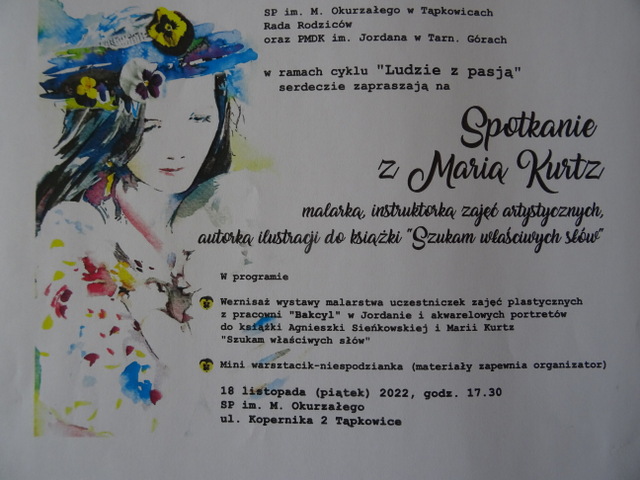 SP im. M. Okurzałego w Tąpkowicach
Rada Rodziców
oraz PMDK im. Jordana w Tarn. Górach
w ramach cyklu "Ludzie z pasją"
serdeczie zapraszają na
Spotkanie
z Marią Kurtz
malarką, instruktorką zajęć artystycznych,
autorką ilustracji do książki "Szukam właściwych słów"
W programie
Wernisaż wystawy malarstwa uczestniczek zajęć plastycznych
z pracowni "Bakcyl" w Jordanie i akwarelowych portretów
do książki Agnieszki Sieńkowskiej i Marii Kurtz
"Szukam właściwych słów"
Mini warsztacik-niespodzianka (materiały zapewnia organizator)
18 listopada (piątek) 2022, godz. 17.30
SP im. M. Okurzałego
ul. Kopernika 2 Tąpkowice